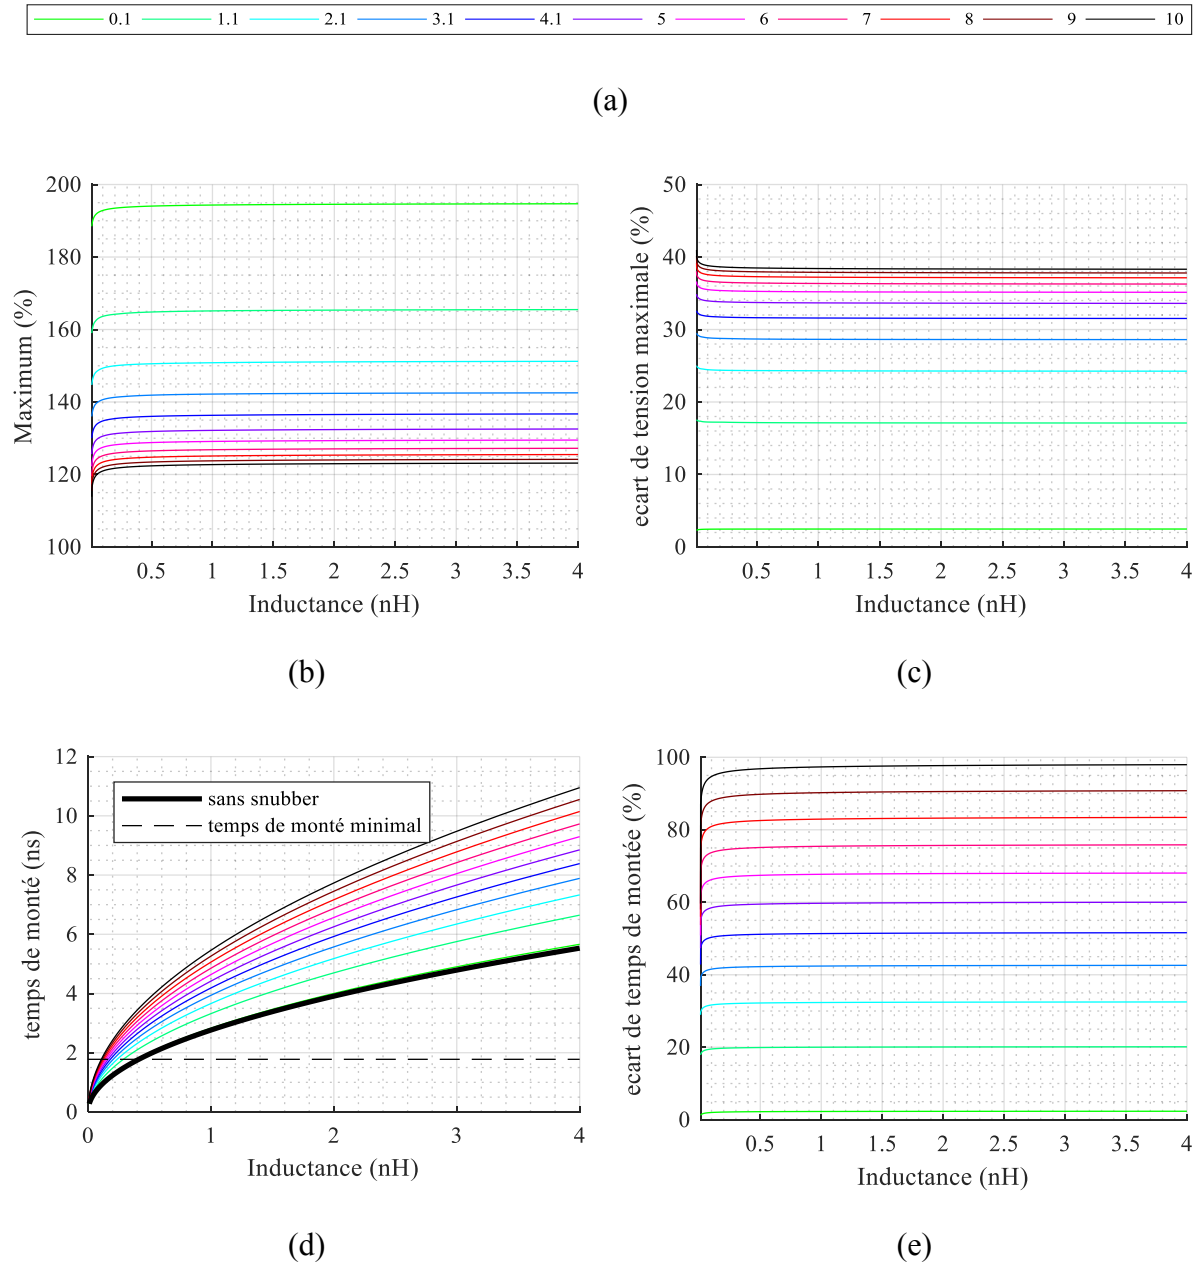 0.1 1.1 2.1 3.1 4.1 5 6 7 8 9 10
(a)
Maximum (%)
200
180
160
140
120
100
0.5 1 1.5 2 2.5 3 3.5 4
Inductance (nH)
(b)
ecart de tension maximale (%)
50
40
30
20
10
0
0.5 1 1.5 2 2.5 3 3.5 4
Inductance (nH)
(c)
temps de monté (ns)
12
10
8
6
4
2
0
sans snubber
temps de monté minimal
0 1 2 3 4
Inductance (nH)
(d)
ecart de temps de montée (%)
100
80
60
40
20
0
0.5 1 1.5 2 2.5 3 3.5 4
Inductance (nH)
(e)